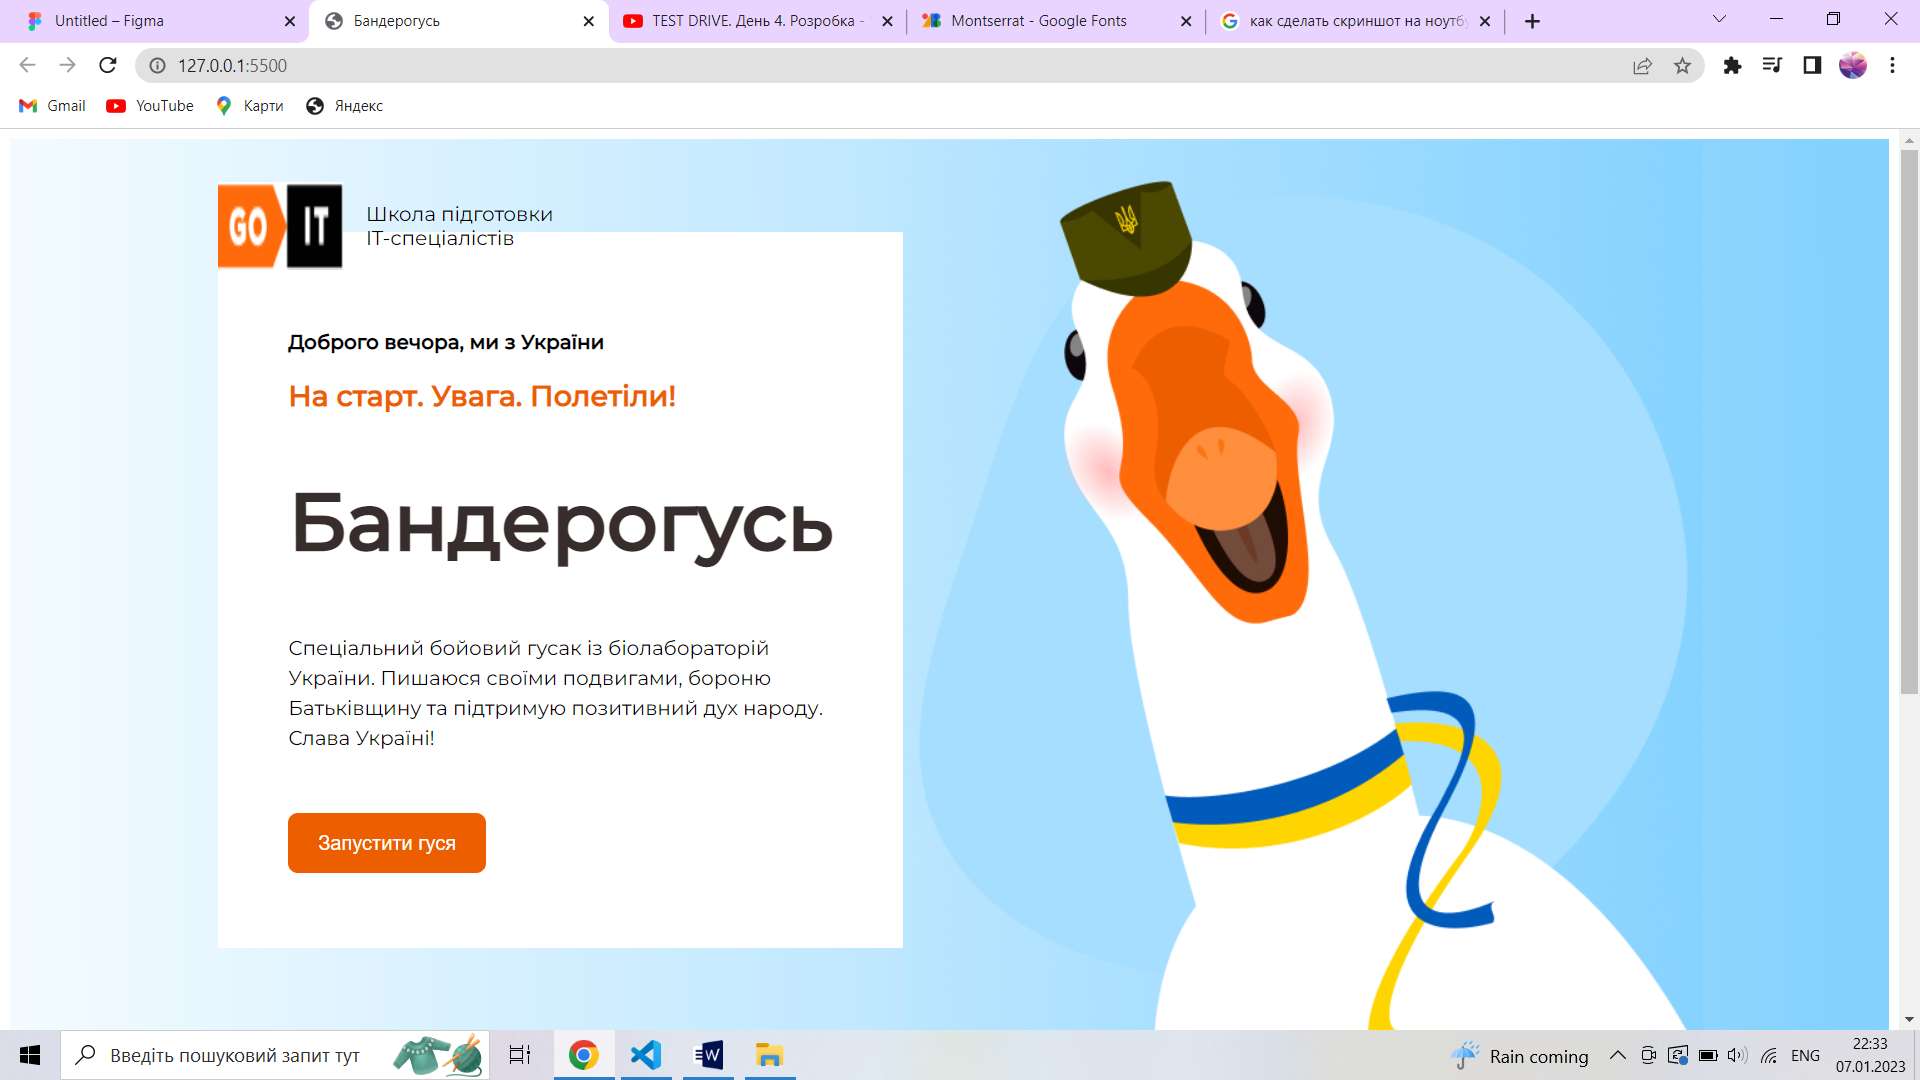 Untitled – Figma
Бандерогусь
TEST DRIVE. День 4. Розробка -
Montserrat - Google Fonts
как сделать скриншот на ноутбу
127.0.0.1:5500
Gmail
YouTube
Карти
Яндекс
GO IT
Школа підготовки
ІТ-спеціалістів
Доброго вечора, ми з України
На старт. Увага. Полетіли!
Бандерогусь
Спеціальний бойовий гусак із біолабораторій
України. Пишаюся своїми подвигами, бороню
Батьківщину та підтримую позитивний дух народу.
Слава Україні!
Запустити гуся
Введіть пошуковий запит тут
W
Rain coming
ENG
22:33
07.01.2023